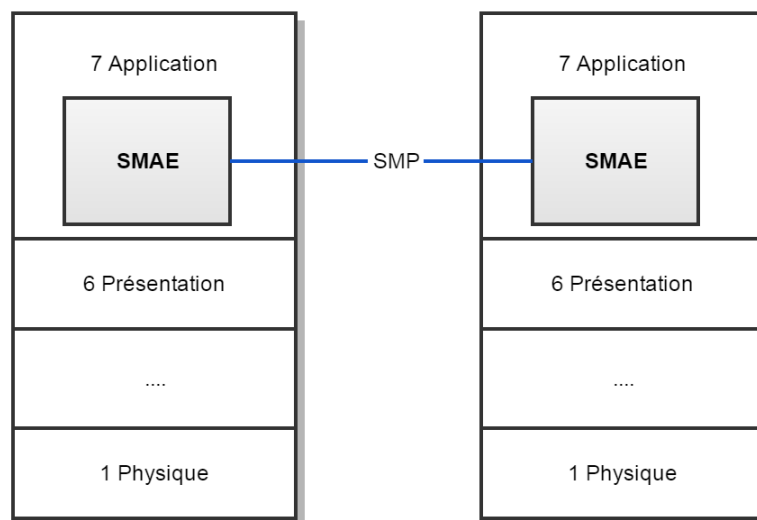 7 Application
7 Application
SMAE
SMP
SMAE
6 Présentation
6 Présentation
....
....
1 Physique
1 Physique